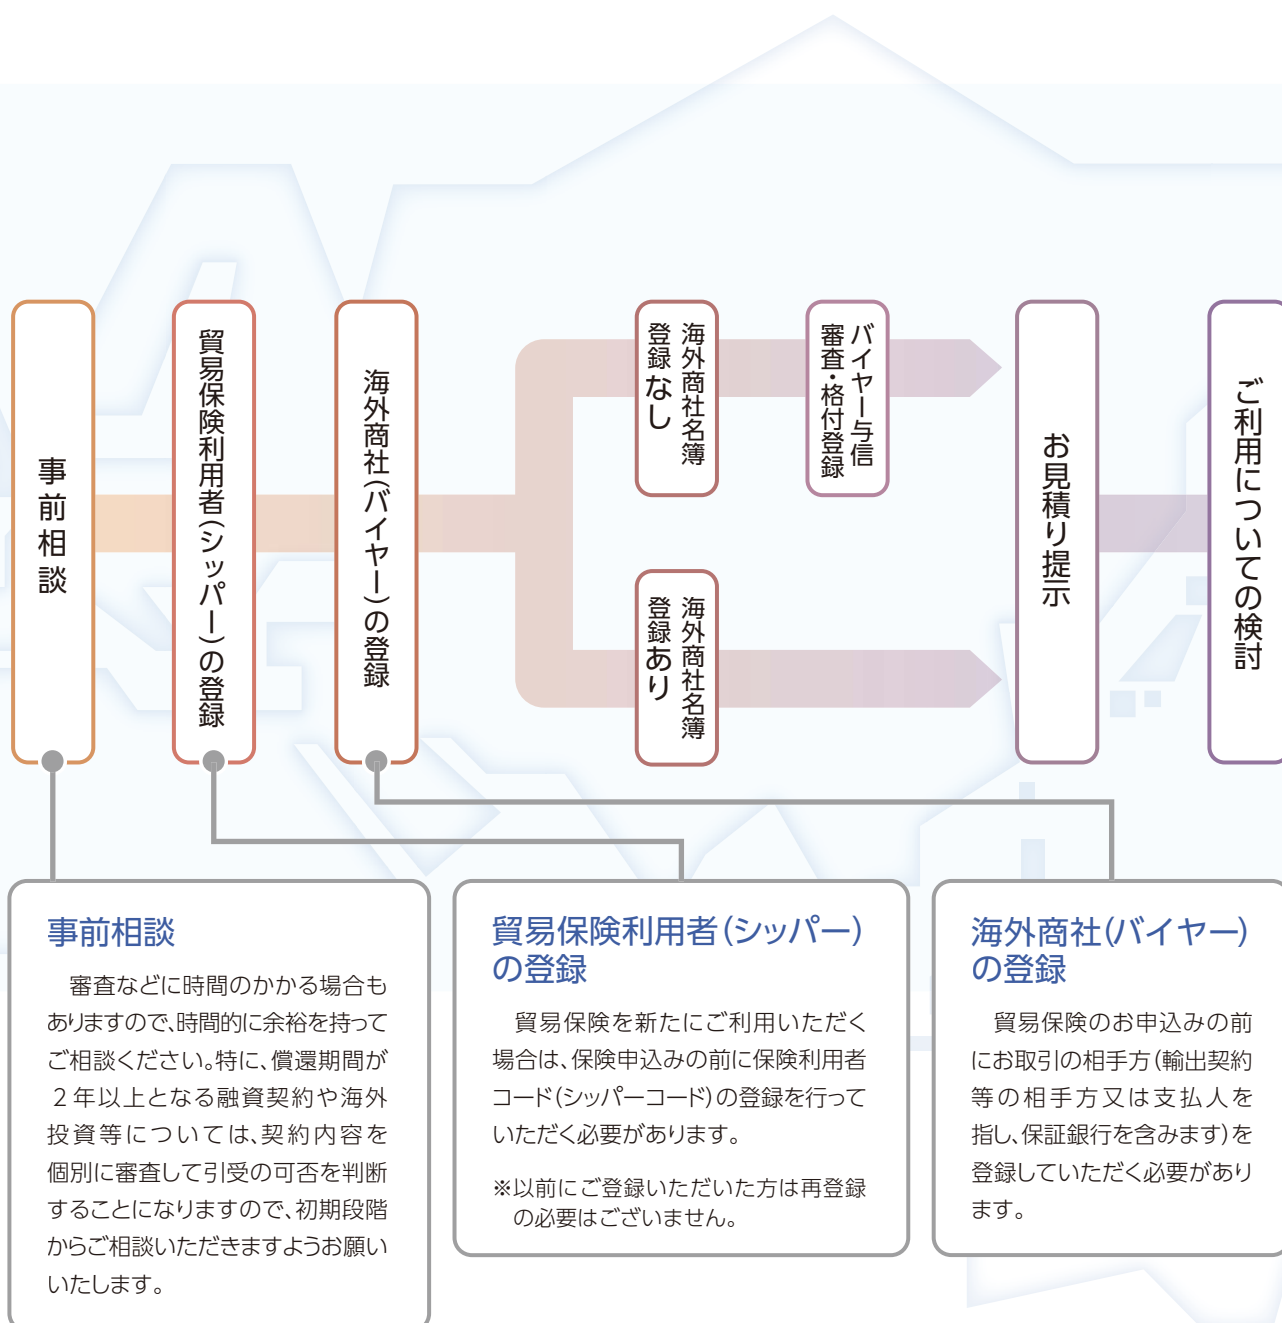 事前相談
貿易保険利用者(シッパー)の登録
海外商社(バイヤー)の登録
海外商社名簿
登録なし
バイヤー与信
審査・格付登録
海外商社名簿
登録あり
お見積り提示
ご利用についての検討
事前相談
審査などに時間のかかる場合も
ありますので、時間的に余裕を持って
ご相談ください。特に、償還期間が
2年以上となる融資契約や海外
投資等については、契約内容を
個別に審査して引受の可否を判断
することになりますので、初期段階
からご相談いただきますようお願い
いたします。
貿易保険利用者(シッパー)
の登録
貿易保険を新たにご利用いただく
場合は、保険申込みの前に保険利用者
コード(シッパーコード)の登録を行って
いただく必要があります。
※以前にご登録いただいた方は再登録
の必要はございません。
海外商社(バイヤー)
の登録
貿易保険のお申込みの前
にお取引の相手方(輸出契約
等の相手方又は支払人を
指し、保証銀行を含みます)を
登録していただく必要があり
ます。